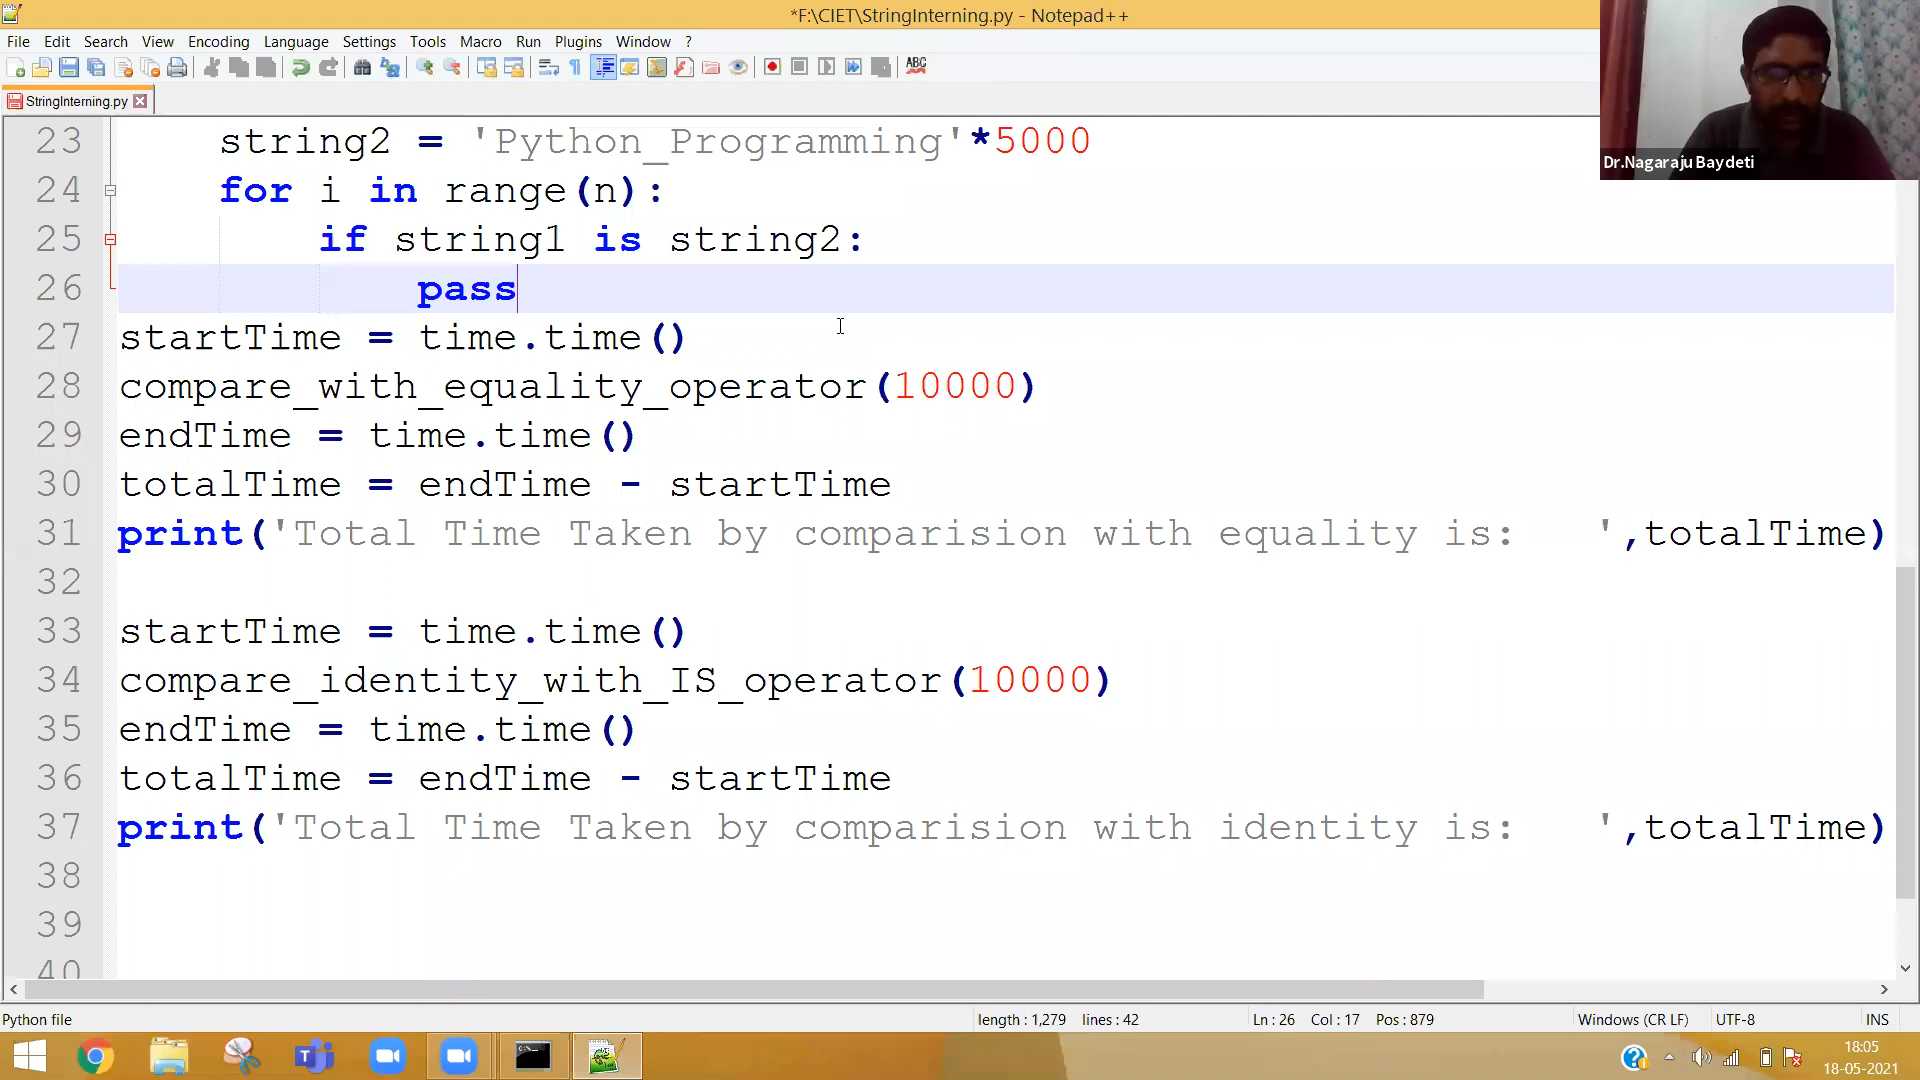 *F:\CIET\StringInterning.py - Notepad++
File Edit Search View Encoding Language Settings Tools Macro Run Plugins Window ?
ABC
StringInterning.py
Dr.Nagaraju Baydeti
23 string2 = 'Python_Programming'*5000
24 for i in range(n):
25 if string1 is string2:
26 pass
27 startTime = time.time()
28 compare_with_equality_operator(10000)
29 endTime = time.time()
30 totalTime = endTime - startTime
31 print('Total Time Taken by comparision with equality is:   ',totalTime)
32
33 startTime = time.time()
34 compare_identity_with_IS_operator(10000)
35 endTime = time.time()
36 totalTime = endTime - startTime
37 print('Total Time Taken by comparision with identity is:   ',totalTime)
38
39
40
Python file length : 1,279 lines : 42 Ln : 26 Col : 17 Pos : 879 Windows (CR LF) UTF-8 INS
18:05
18-05-2021